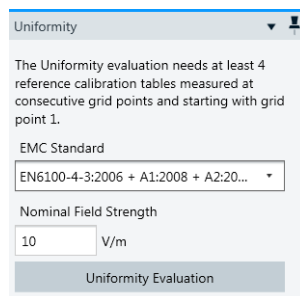 Uniformity
The Uniformity evaluation needs at least 4
reference calibration tables measured at
consecutive grid points and starting with grid
point 1.
EMC Standard
EN6100-4-3:2006 + A1:2008 + A2:20...
Nominal Field Strength
10 V/m
Uniformity Evaluation